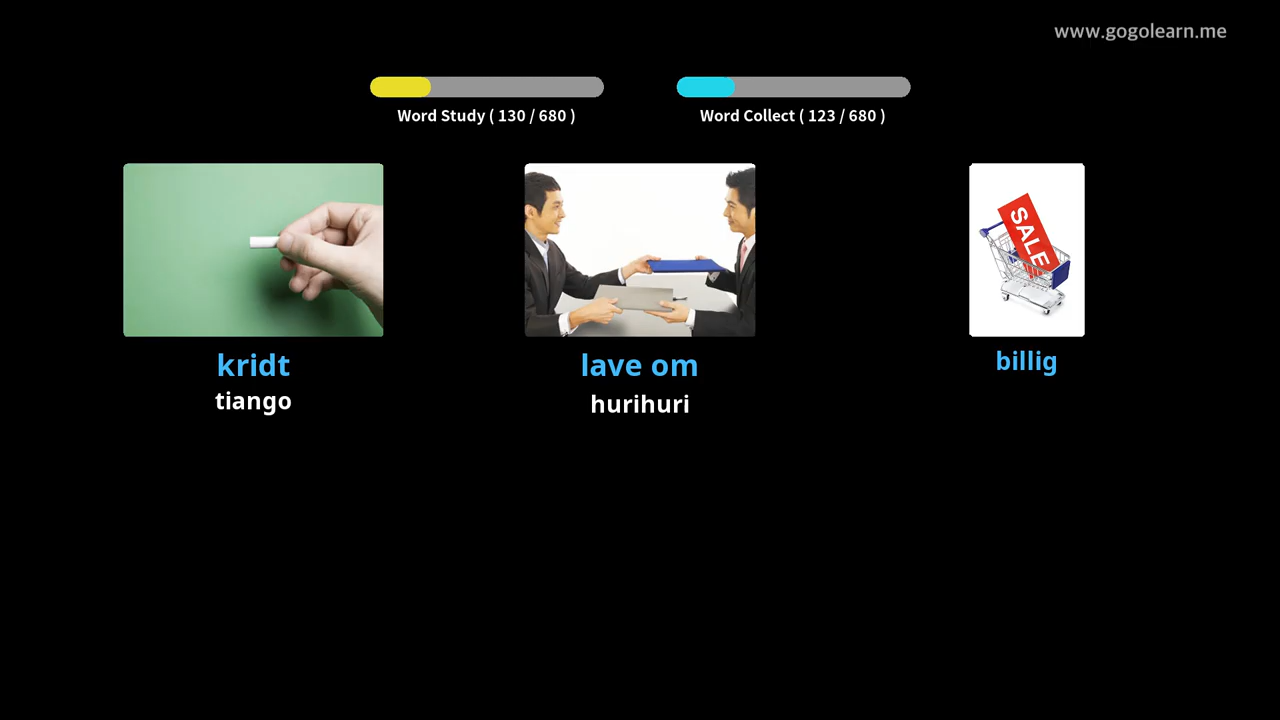 www.gogolearn.me
Word Study ( 130 / 680 )
Word Collect ( 123 / 680 )
SALE
kridt
tiango
lave om
hurihuri
billig